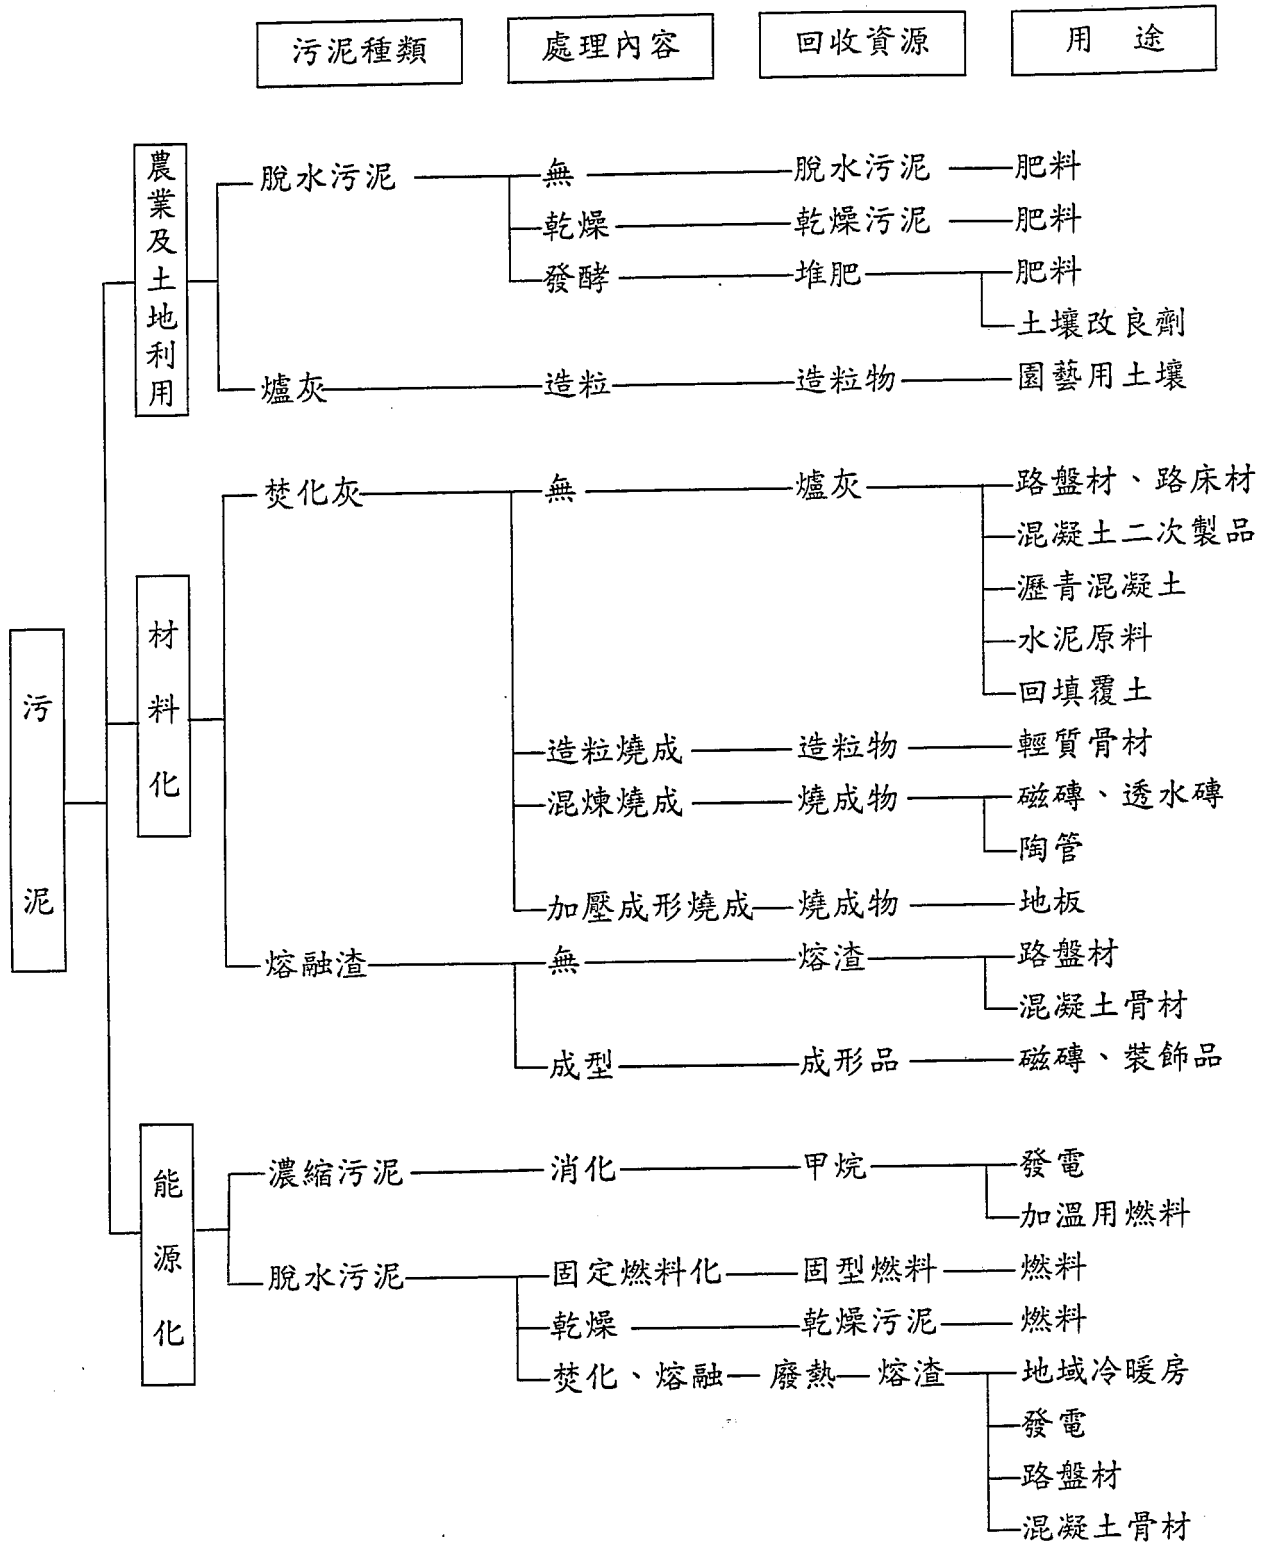 污泥種類 處理內容 回收資源 用途
農業及土地利用
脫水污泥 無 脫水污泥 肥料
乾燥 乾燥污泥 肥料
發酵 堆肥 肥料
土壤改良劑
爐灰 造粒 造粒物 園藝用土壤
污泥
材料化
焚化灰 無 爐灰 路盤材、路床材
混凝土二次製品
瀝青混凝土
水泥原料
回填覆土
造粒燒成 造粒物 輕質骨材
混煉燒成 燒成物 磁磚、透水磚
陶管
加壓成形燒成 燒成物 地板
熔融渣 無 熔渣 路盤材
混凝土骨材
成型 成形品 磁磚、裝飾品
能源化
濃縮污泥 消化 甲烷 發電
加溫用燃料
脫水污泥 固定燃料化 固型燃料 燃料
乾燥 乾燥污泥 燃料
焚化、熔融 廢熱 熔渣 地域冷暖房
發電
路盤材
混凝土骨材